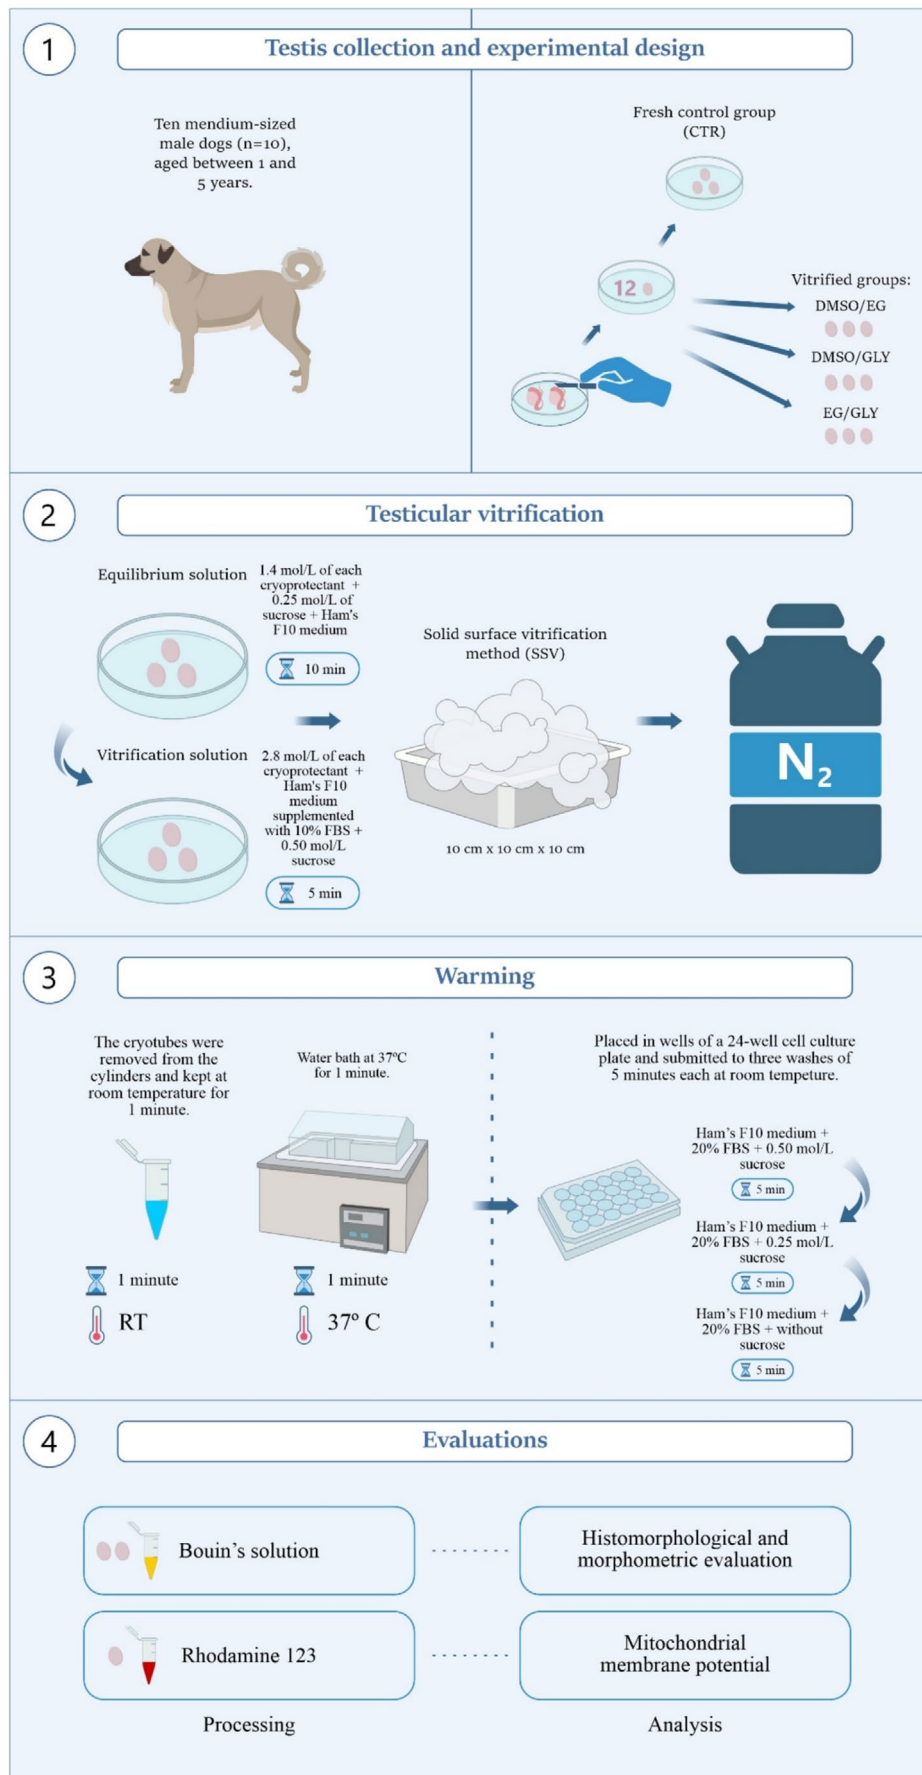 1
Testis collection and experimental design
Ten mendium-sized
male dogs (n=10),
aged between 1 and
5 years.
Fresh control group
(CTR)
12
Vitrified groups:
DMSO/EG
DMSO/GLY
EG/GLY
2
Testicular vitrification
Equilibrium solution
1.4 mol/L of each
cryoprotectant +
0.25 mol/L of
sucrose + Ham's
F10 medium
10 min
Vitrification solution
2.8 mol/L of each
cryoprotectant +
Ham's F10
medium
supplemented
with 10% FBS +
0.50 mol/L
sucrose
5 min
Solid surface vitrification
method (SSV)
10 cm x 10 cm x 10 cm
N2
3
Warming
The cryotubes were
removed from the
cylinders and kept at
room temperature for
1 minute.
1 minute
RT
Water bath at 37ºC
for 1 minute.
1 minute
37º C
Placed in wells of a 24-well cell culture
plate and submitted to three washes of
5 minutes each at room tempeture.
Ham's F10 medium +
20% FBS + 0.50 mol/L
sucrose
5 min
Ham's F10 medium +
20% FBS + 0.25 mol/L
sucrose
5 min
Ham's F10 medium +
20% FBS + without
sucrose
5 min
4
Evaluations
Bouin's solution
Histomorphological and
morphometric evaluation
Rhodamine 123
Mitochondrial
membrane potential
Processing
Analysis